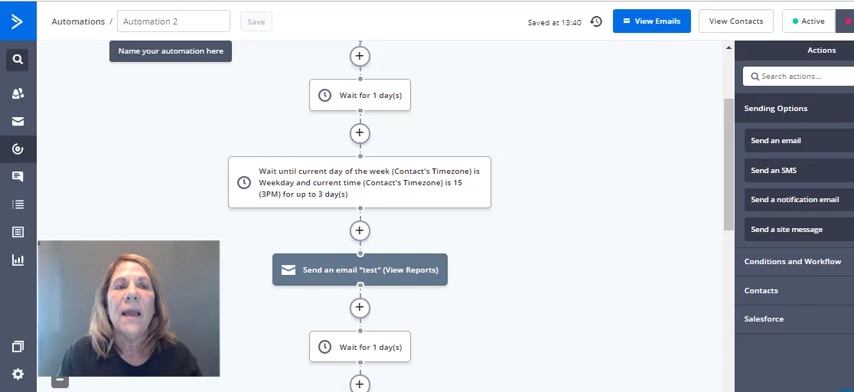 Automations /
Automation 2
Save
Saved at 13:40
View Emails
View Contacts
Active
Name your automation here
Actions
Wait for 1 day(s)
Search actions...
Sending Options
Send an email
Send an SMS
Send a notification email
Send a site message
Conditions and Workflow
Contacts
Salesforce
Wait until current day of the week (Contact's Timezone) is
Weekday and current time (Contact's Timezone) is 15
(3PM) for up to 3 day(s)
Send an email "test" (View Reports)
Wait for 1 day(s)